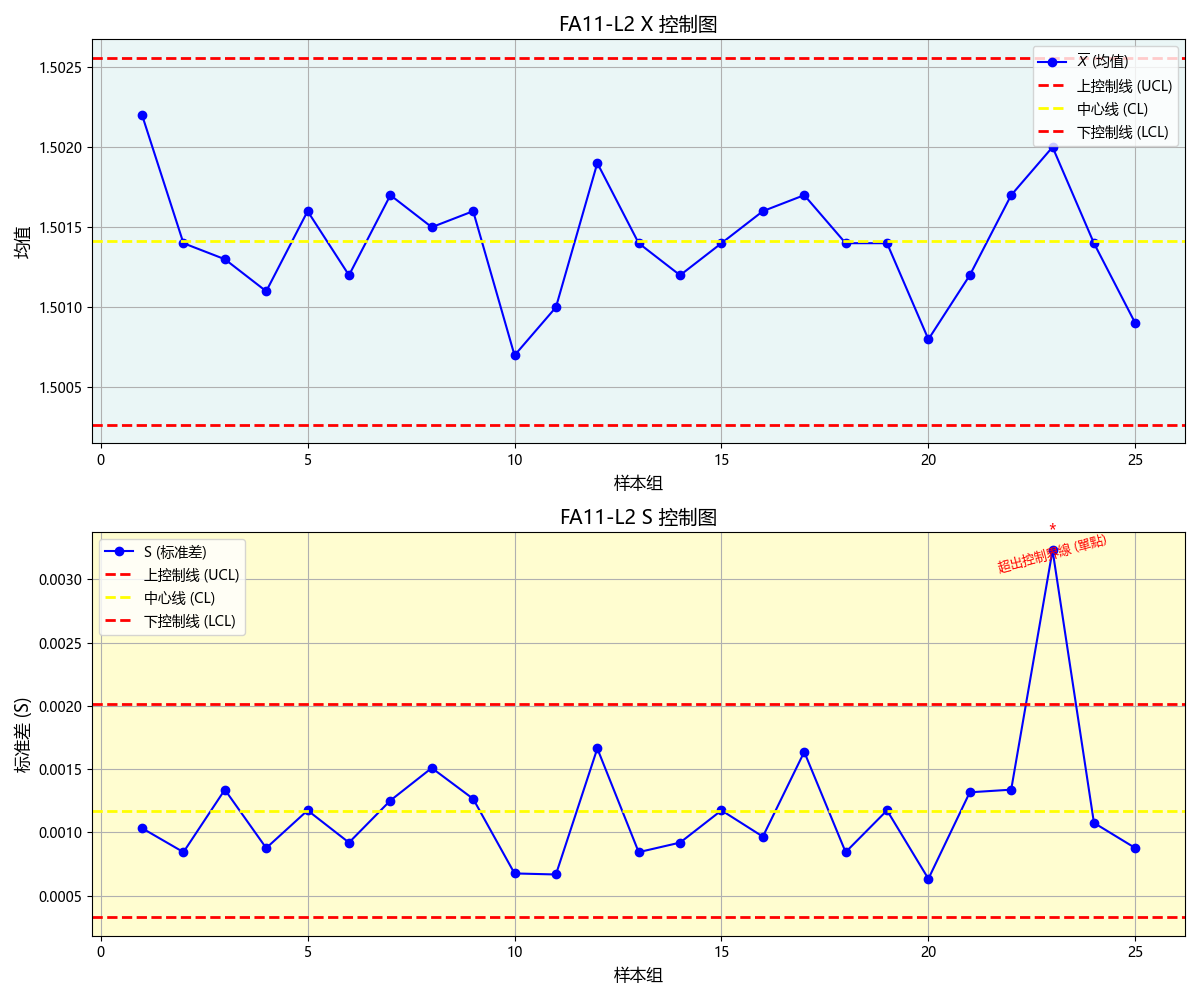 FA11-L2 X 控制图
1.5025
1.5020
1.5015
1.5010
1.5005
均值
X (均值)
上控制线 (UCL)
中心线 (CL)
下控制线 (LCL)
0
5
10
15
20
25
样本组
FA11-L2 S 控制图
0.0030
0.0025
0.0020
0.0015
0.0010
0.0005
标准差 (S)
S (标准差)
上控制线 (UCL)
中心线 (CL)
下控制线 (LCL)
*
超出控制界線 (單點)
0
5
10
15
20
25
样本组